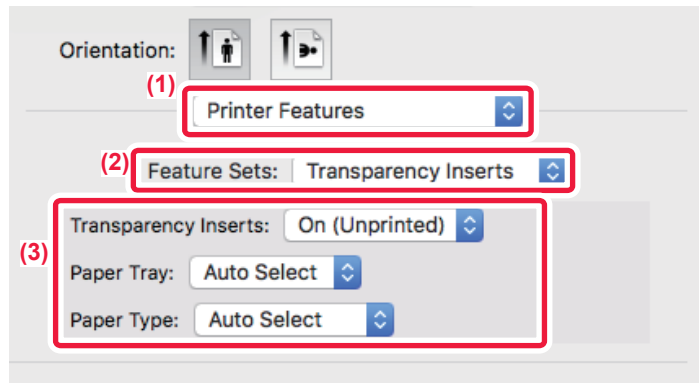 Orientation:
(1)
Printer Features
(2)
Feature Sets: Transparency Inserts
(3)
Transparency Inserts: On (Unprinted)
Paper Tray: Auto Select
Paper Type: Auto Select